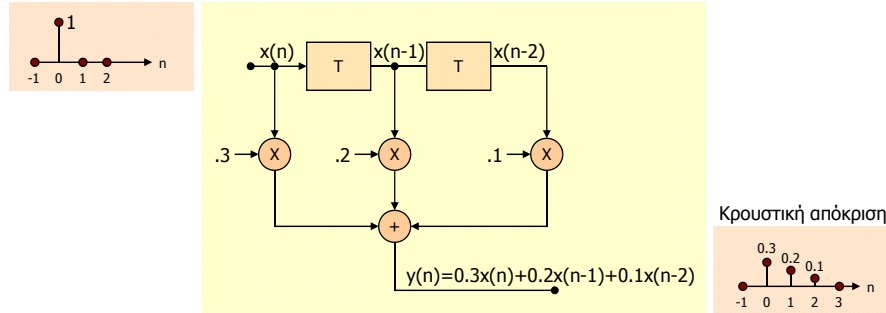 1
n
-1 0 1 2
x(n) x(n-1) x(n-2)
T T
.3 X .2 X .1 X
+
y(n)=0.3x(n)+0.2x(n-1)+0.1x(n-2)
Κρουστική απόκριση
0.3 0.2 0.1
n
-1 0 1 2 3